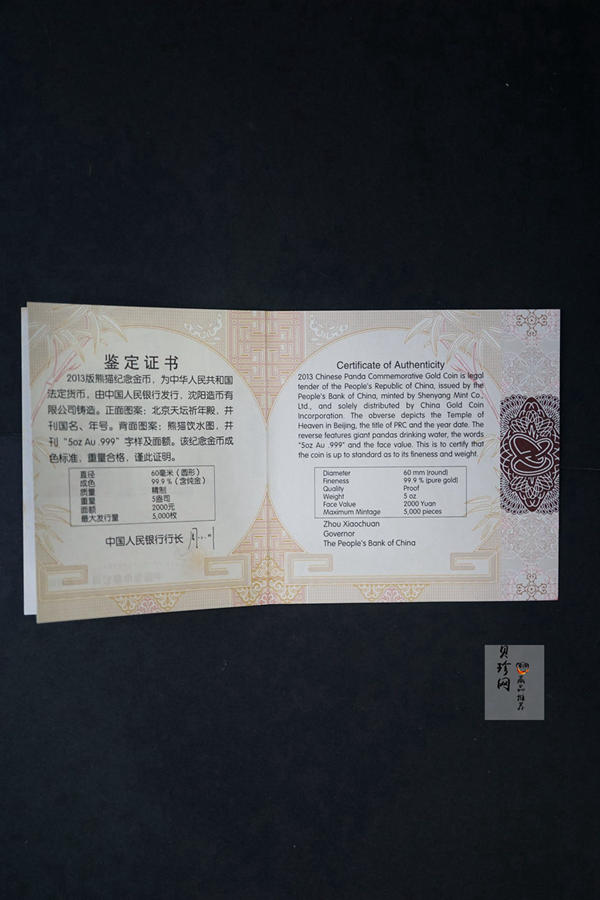 鉴定证书
2013版熊猫纪念金币，为中华人民共和国
法定货币，由中国人民银行发行，沈阳造币有
限公司铸造。正面图案：北京天坛祈年殿，并
刊国名、年号。背面图案：熊猫饮水图，并
刊“5oz Au .999”字样及面额。该纪念金币成
色标准，重量合格，谨此证明。
直径 60毫米（圆形）
成色 99.9％（含纯金）
质量 精制
重量 5盎司
面额 2000元
最大发行量 5,000枚
中国人民银行行长
Certificate of Authenticity
2013 Chinese Panda Commemorative Gold Coin is legal
tender of the People's Republic of China, issued by the
People's Bank of China, minted by Shenyang Mint Co.,
Ltd., and solely distributed by China Gold Coin
Incorporation. The obverse depicts the Temple of
Heaven in Beijing, the title of PRC and the year date. The
reverse features giant pandas drinking water, the words
"5oz Au .999" and the face value. This is to certify that
the coin is up to standard as to its fineness and weight.
Diameter 60 mm (round)
Fineness 99.9 % (pure gold)
Quality Proof
Weight 5 oz
Face Value 2000 Yuan
Maximum Mintage 5,000 pieces
Zhou Xiaochuan
Governor
The People's Bank of China
贝珍网
藏品推荐